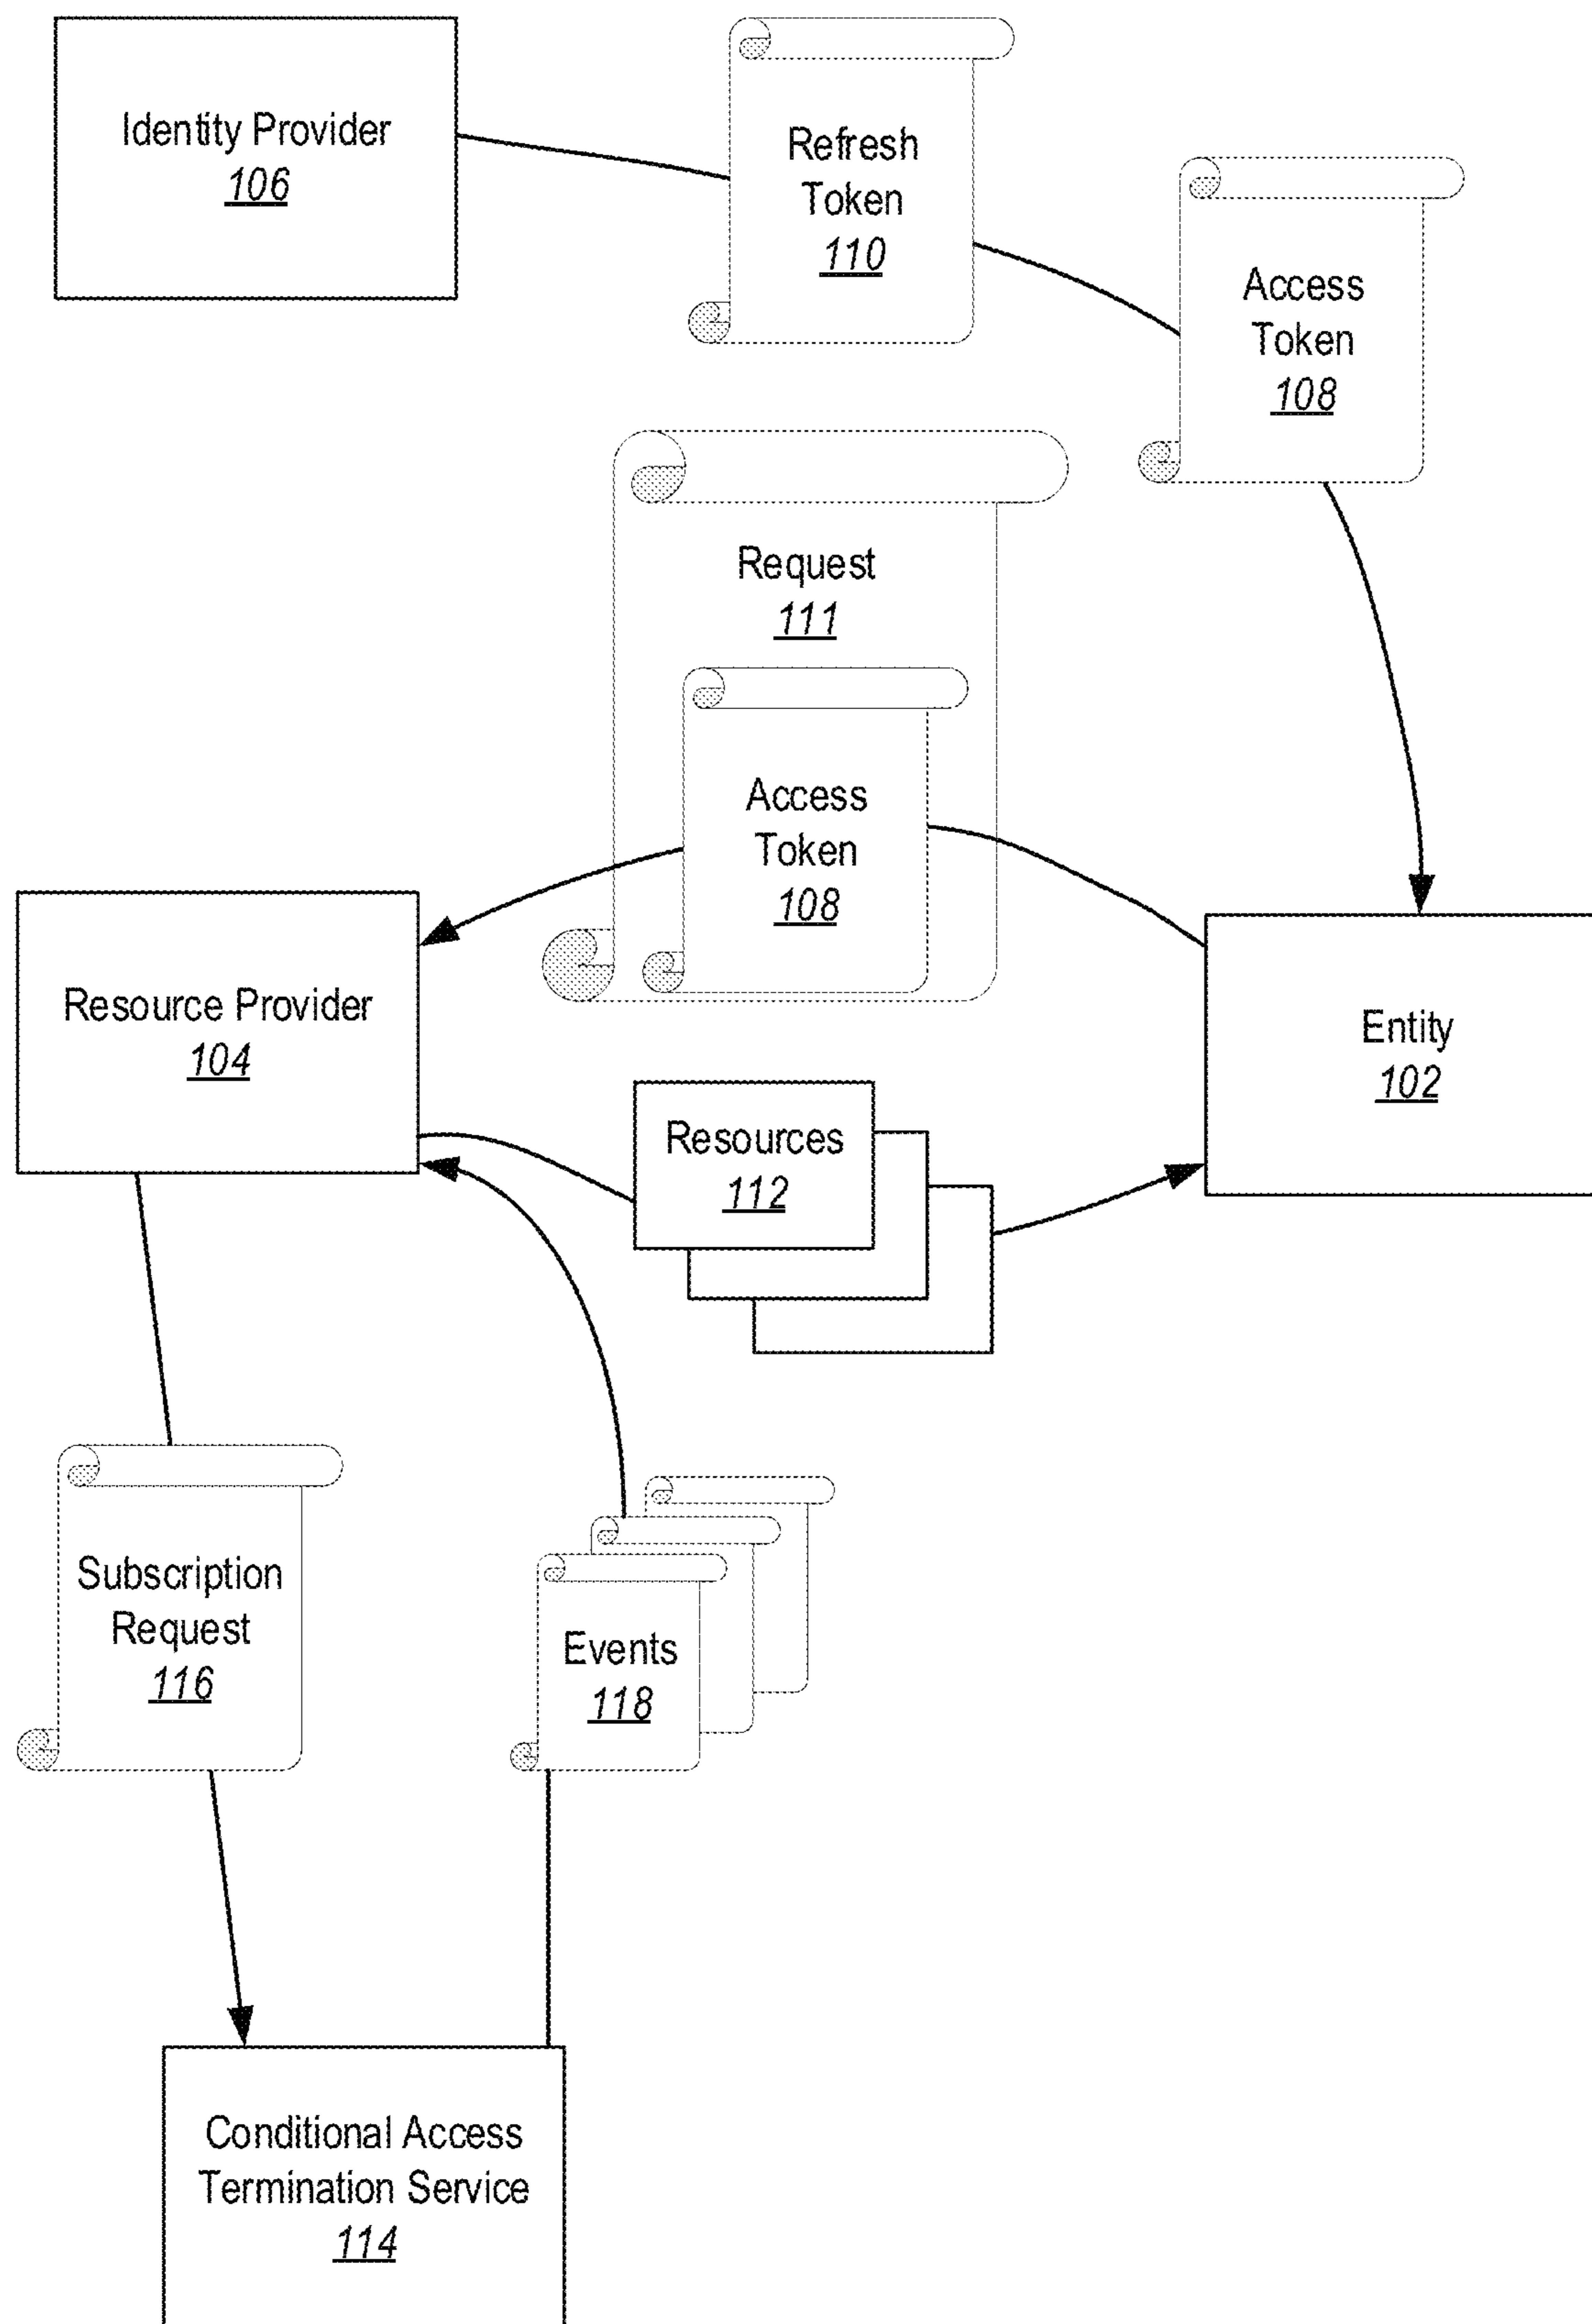 Identity Provider
106
Refresh
Token
110
Access
Token
108
Request
111
Access
Token
108
Resource Provider
104
Entity
102
Resources
112
Subscription
Request
116
Events
118
Conditional Access
Termination Service
114